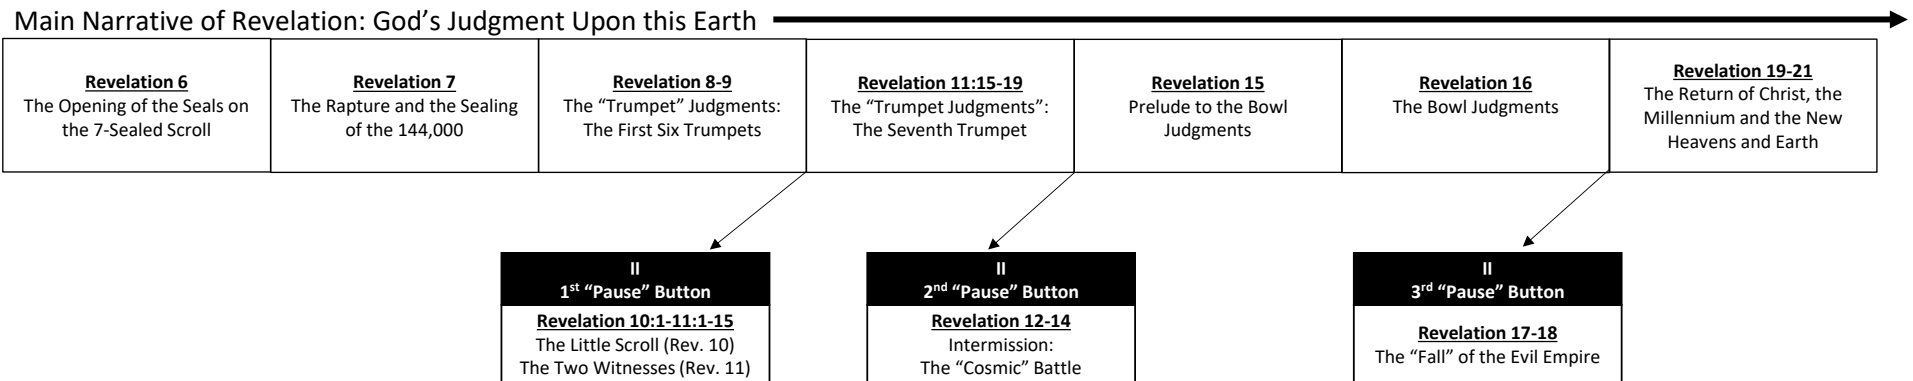 Main Narrative of Revelation: God’s Judgment Upon this Earth
Revelation 6
The Opening of the Seals on
the 7-Sealed Scroll
Revelation 7
The Rapture and the Sealing
of the 144,000
Revelation 8-9
The “Trumpet” Judgments:
The First Six Trumpets
Revelation 11:15-19
The “Trumpet Judgments”:
The Seventh Trumpet
Revelation 15
Prelude to the Bowl
Judgments
Revelation 16
The Bowl Judgments
Revelation 19-21
The Return of Christ, the
Millennium and the New
Heavens and Earth
II
1st “Pause” Button
Revelation 10:1-11:1-15
The Little Scroll (Rev. 10)
The Two Witnesses (Rev. 11)
II
2nd “Pause” Button
Revelation 12-14
Intermission:
The “Cosmic” Battle
II
3rd “Pause” Button
Revelation 17-18
The “Fall” of the Evil Empire